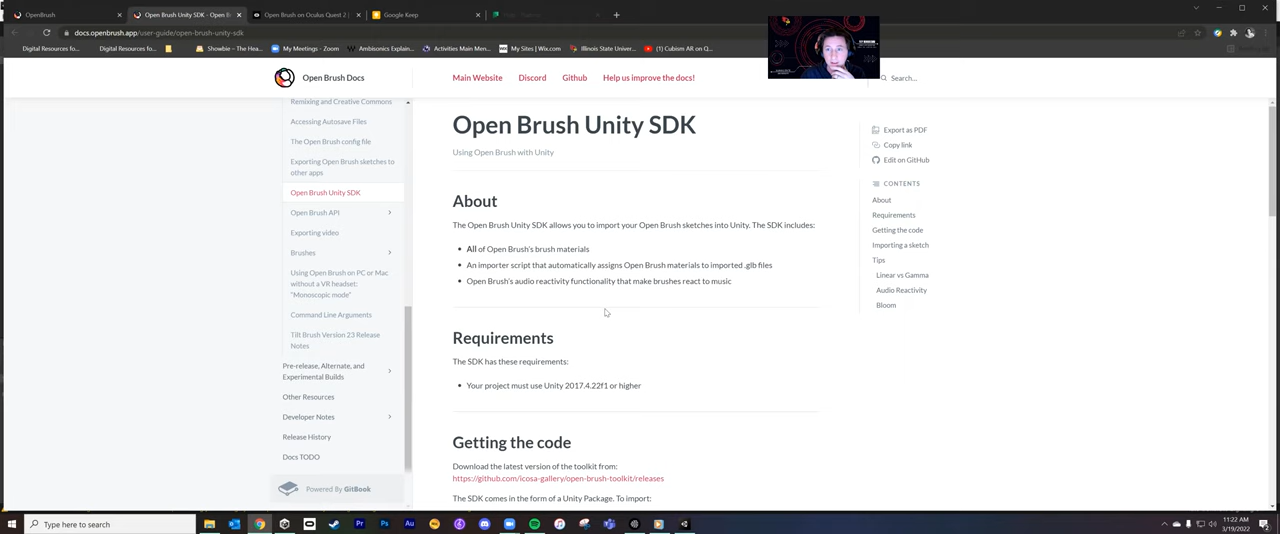 OpenBrush
Open Brush Unity SDK - Open B
Open Brush on Oculus Quest 2 |
Google Keep
docs.openbrush.app/user-guide/open-brush-unity-sdk
Digital Resources fo...
Digital Resources fo...
Showbie – The Hea...
My Meetings - Zoom
Ambisonics Explain...
Activities Main Men...
My Sites | Wix.com
Illinois State Univer...
(1) Cubism AR on Q...
Reading list
Open Brush Docs
Main Website
Discord
Github
Help us improve the docs!
Search...
Remixing and Creative Commons
Accessing Autosave Files
The Open Brush config file
Exporting Open Brush sketches to
other apps
Open Brush Unity SDK
Open Brush API
Exporting video
Brushes
Using Open Brush on PC or Mac
without a VR headset:
"Monoscopic mode"
Command Line Arguments
Tilt Brush Version 23 Release
Notes
Pre-release, Alternate, and
Experimental Builds
Other Resources
Developer Notes
Release History
Docs TODO
Powered By GitBook
Open Brush Unity SDK
Using Open Brush with Unity
About
The Open Brush Unity SDK allows you to import your Open Brush sketches into Unity. The SDK includes:
• All of Open Brush's brush materials
• An importer script that automatically assigns Open Brush materials to imported .glb files
• Open Brush's audio reactivity functionality that make brushes react to music
Requirements
The SDK has these requirements:
• Your project must use Unity 2017.4.22f1 or higher
Getting the code
Download the latest version of the toolkit from:
https://github.com/icosa-gallery/open-brush-toolkit/releases
The SDK comes in the form of a Unity Package. To import:
Export as PDF
Copy link
Edit on GitHub
CONTENTS
About
Requirements
Getting the code
Importing a sketch
Tips
Linear vs Gamma
Audio Reactivity
Bloom
Type here to search
11:22 AM
3/19/2022